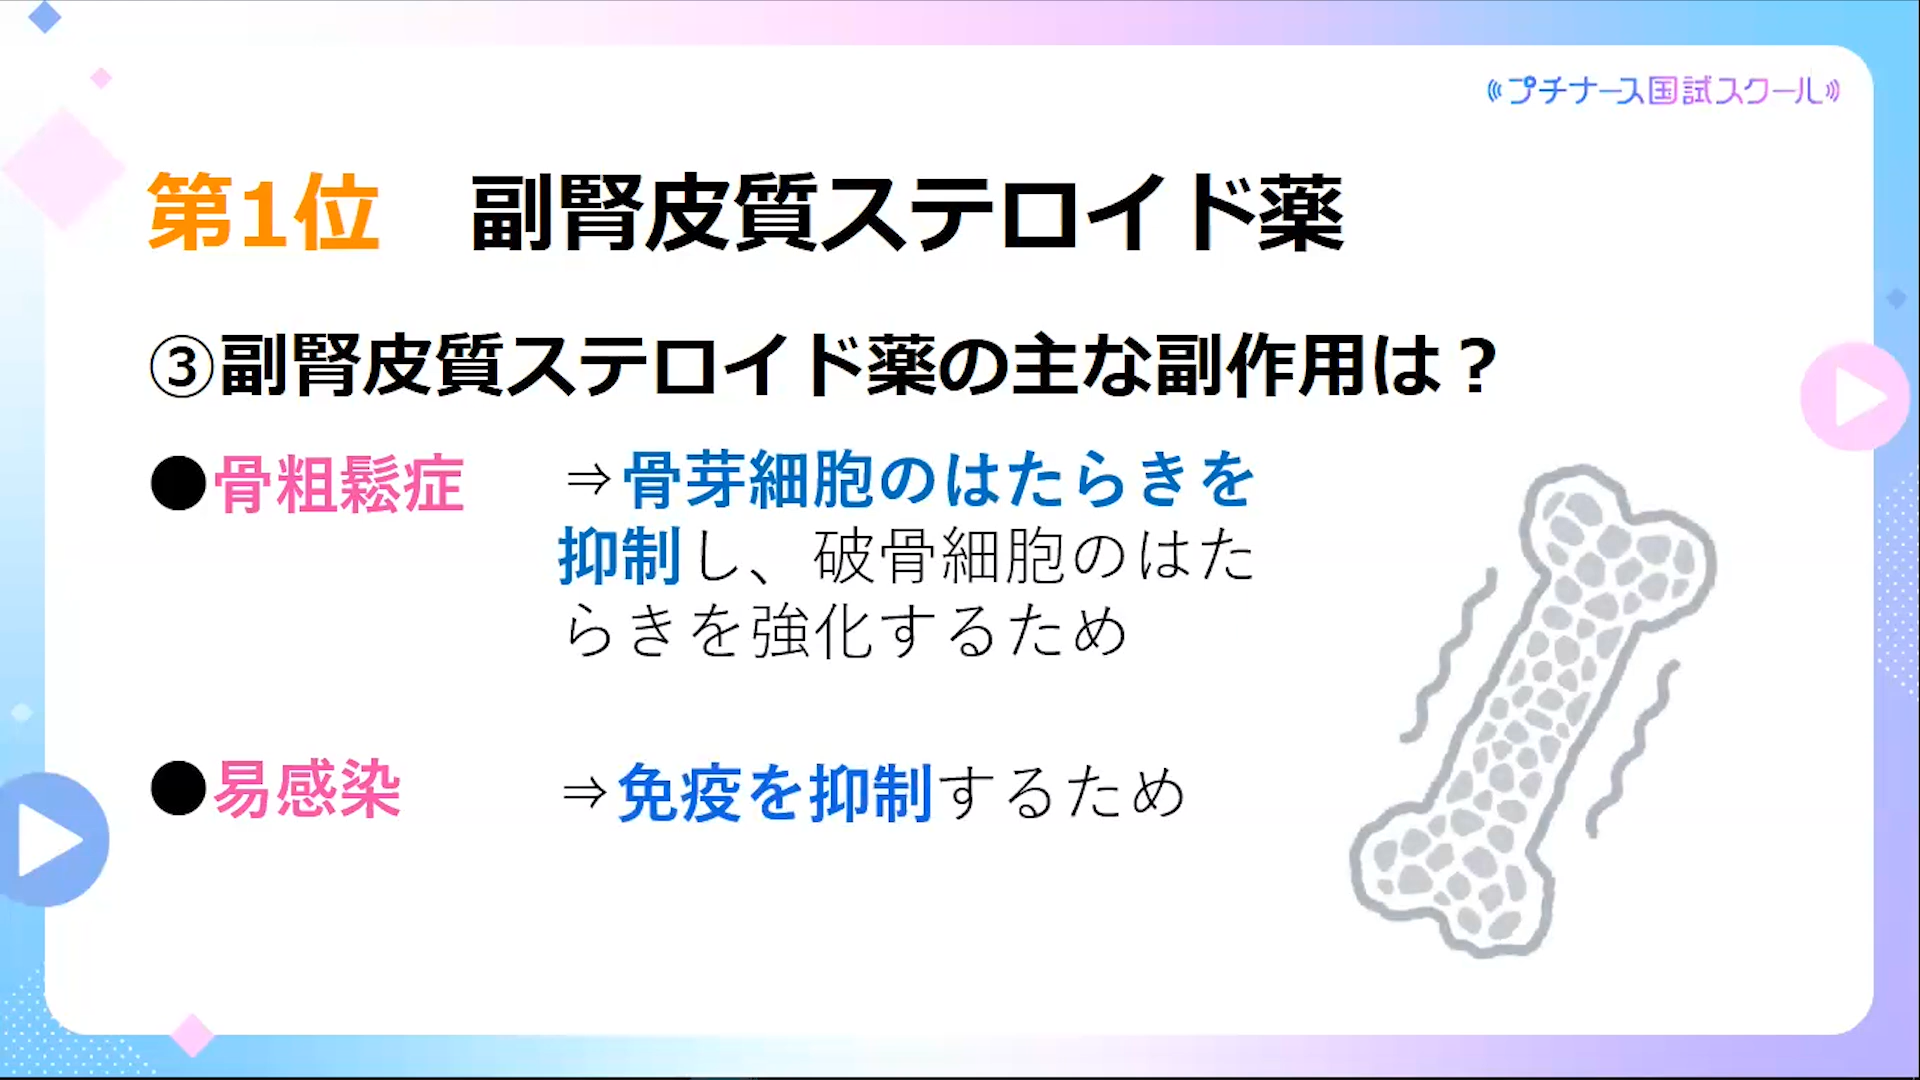 プチナース国試スクール
第1位　副腎皮質ステロイド薬
③副腎皮質ステロイド薬の主な副作用は？
●骨粗鬆症　⇒骨芽細胞のはたらきを
抑制し、破骨細胞のはた
らきを強化するため
●易感染　⇒免疫を抑制するため